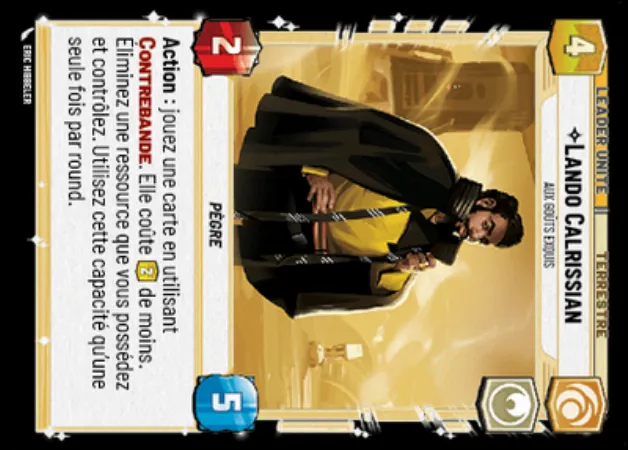 4
LEADER UNITÉ
TERRESTRE
LANDO CALRISSIAN
AUX GOÛTS EXQUIS
2
5
PÈGRE
Action : jouez une carte en utilisant
CONTREBANDE. Elle coûte 2 de moins.
Éliminez une ressource que vous possédez
et contrôlez. Utilisez cette capacité qu'une
seule fois par round.
ERIC HIBBELER